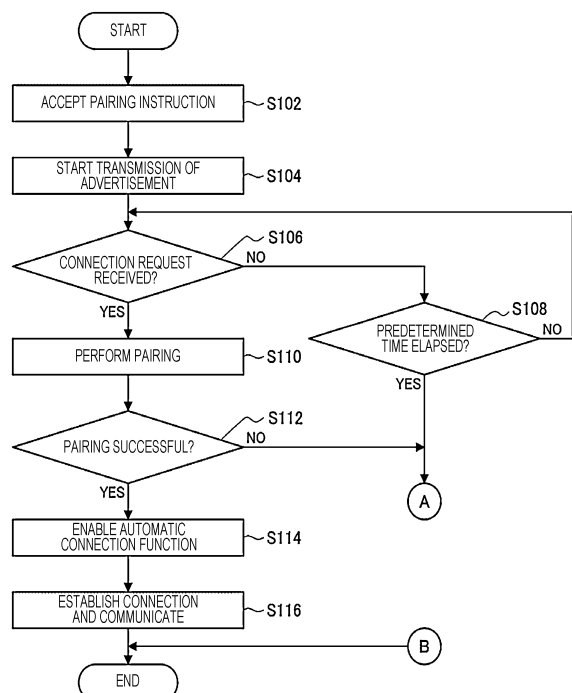 START
ACCEPT PAIRING INSTRUCTION
S102
START TRANSMISSION OF
ADVERTISEMENT
S104
CONNECTION REQUEST
RECEIVED?
S106
NO
YES
PREDETERMINED
TIME ELAPSED?
S108
NO
YES
PERFORM PAIRING
S110
PAIRING SUCCESSFUL?
S112
NO
YES
A
ENABLE AUTOMATIC
CONNECTION FUNCTION
S114
ESTABLISH CONNECTION
AND COMMUNICATE
S116
B
END